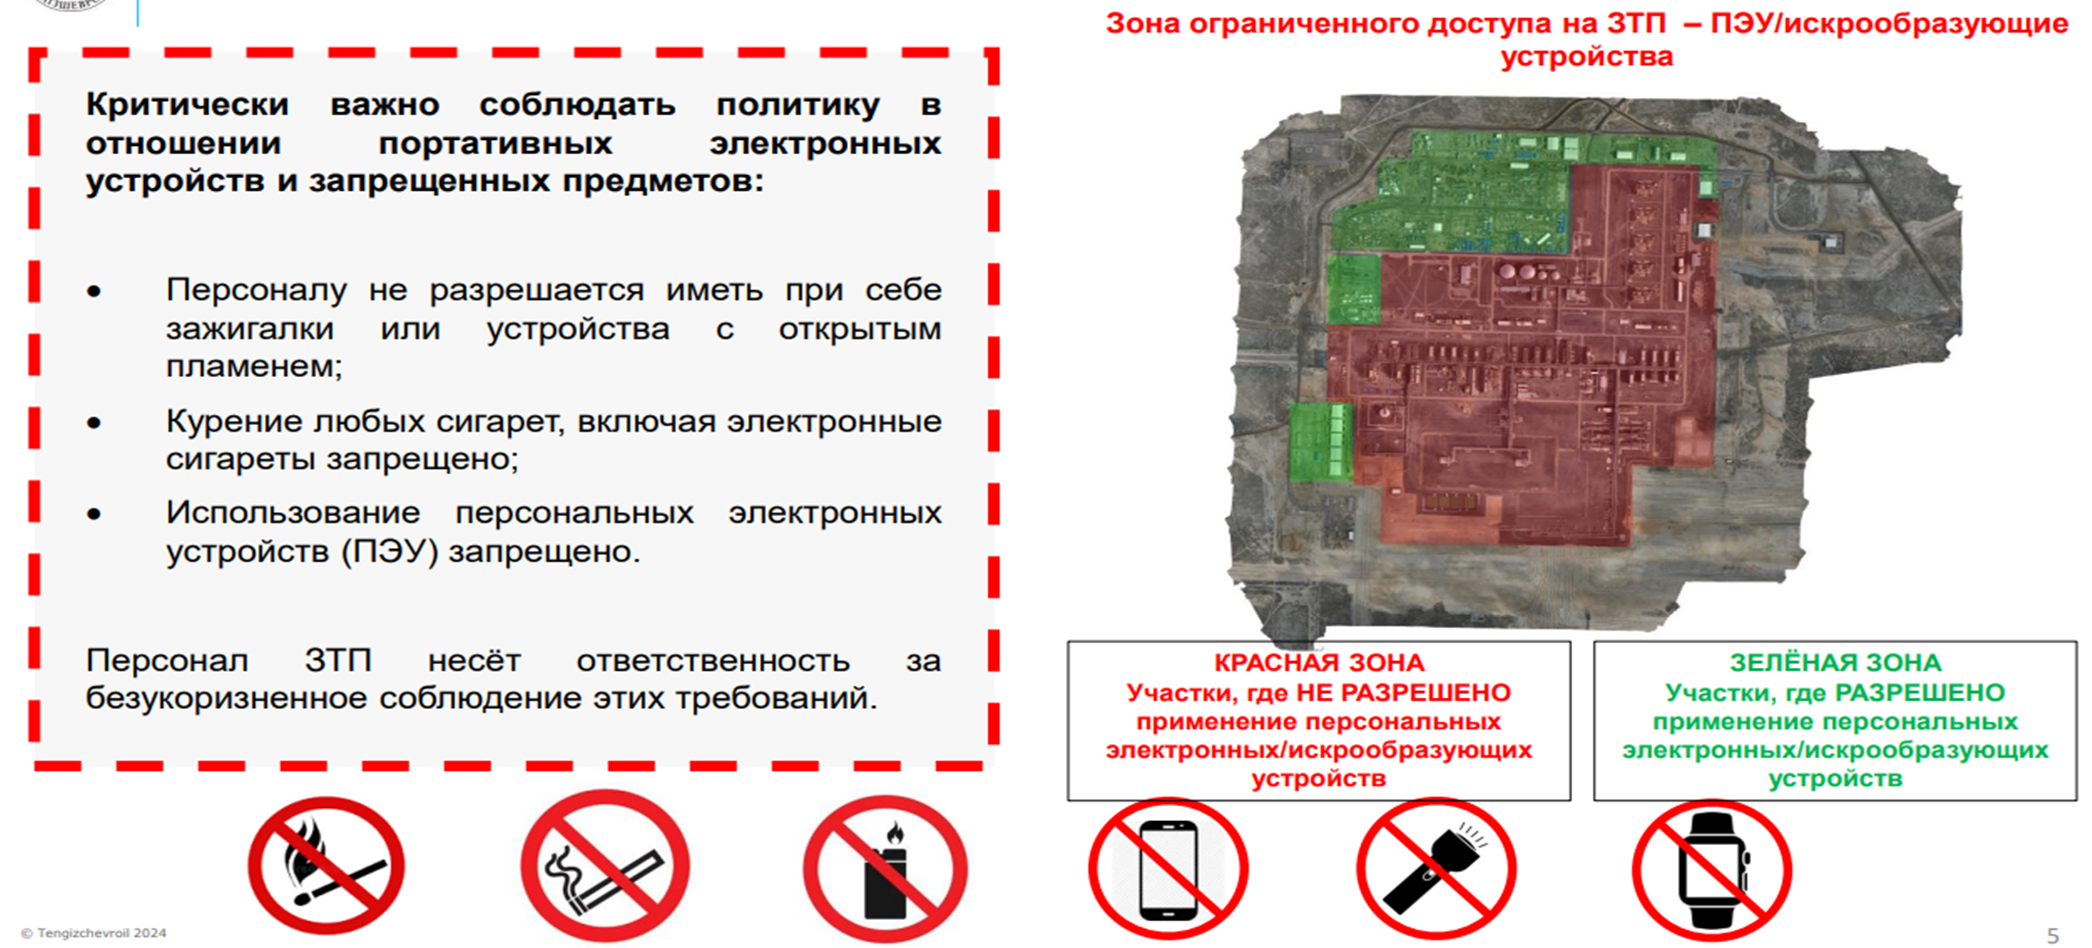 Зона ограниченного доступа на ЗТП – ПЭУ/искрообразующие
устройства
Критически важно соблюдать политику в
отношении портативных электронных
устройств и запрещенных предметов:
• Персоналу не разрешается иметь при себе
зажигалки или устройства с открытым
пламенем;
• Курение любых сигарет, включая электронные
сигареты запрещено;
• Использование персональных электронных
устройств (ПЭУ) запрещено.
Персонал ЗТП несёт ответственность за
безукоризненное соблюдение этих требований.
КРАСНАЯ ЗОНА
Участки, где НЕ РАЗРЕШЕНО
применение персональных
электронных/искрообразующих
устройств
ЗЕЛЁНАЯ ЗОНА
Участки, где РАЗРЕШЕНО
применение персональных
электронных/искрообразующих
устройств
© Tengizchevroil 2024
5